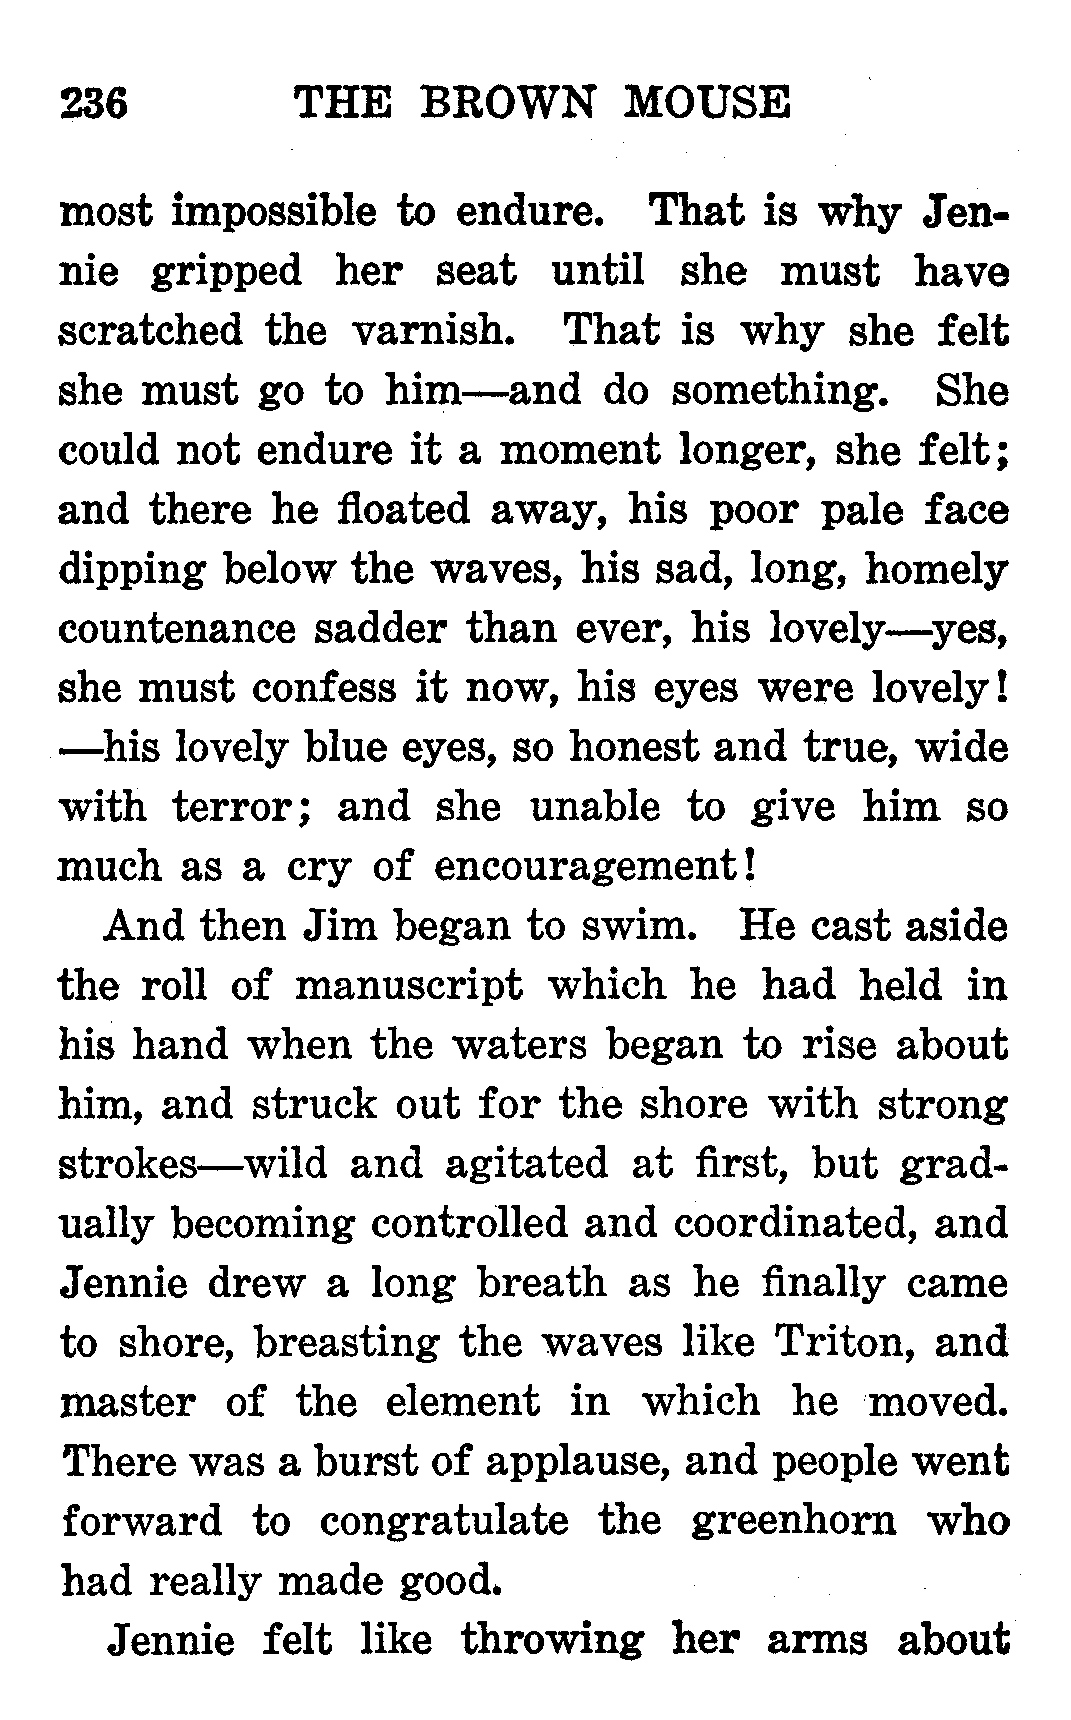 236 THE BROWN MOUSE
most impossible to endure. That is why Jen-
nie gripped her seat until she must have
scratched the varnish. That is why she felt
she must go to him—and do something. She
could not endure it a moment longer, she felt;
and there he floated away, his poor pale face
dipping below the waves, his sad, long, homely
countenance sadder than ever, his lovely—yes,
she must confess it now, his eyes were lovely!
—his lovely blue eyes, so honest and true, wide
with terror; and she unable to give him so
much as a cry of encouragement!
And then Jim began to swim. He cast aside
the roll of manuscript which he had held in
his hand when the waters began to rise about
him, and struck out for the shore with strong
strokes—wild and agitated at first, but grad-
ually becoming controlled and coordinated, and
Jennie drew a long breath as he finally came
to shore, breasting the waves like Triton, and
master of the element in which he moved.
There was a burst of applause, and people went
forward to congratulate the greenhorn who
had really made good.
Jennie felt like throwing her arms about